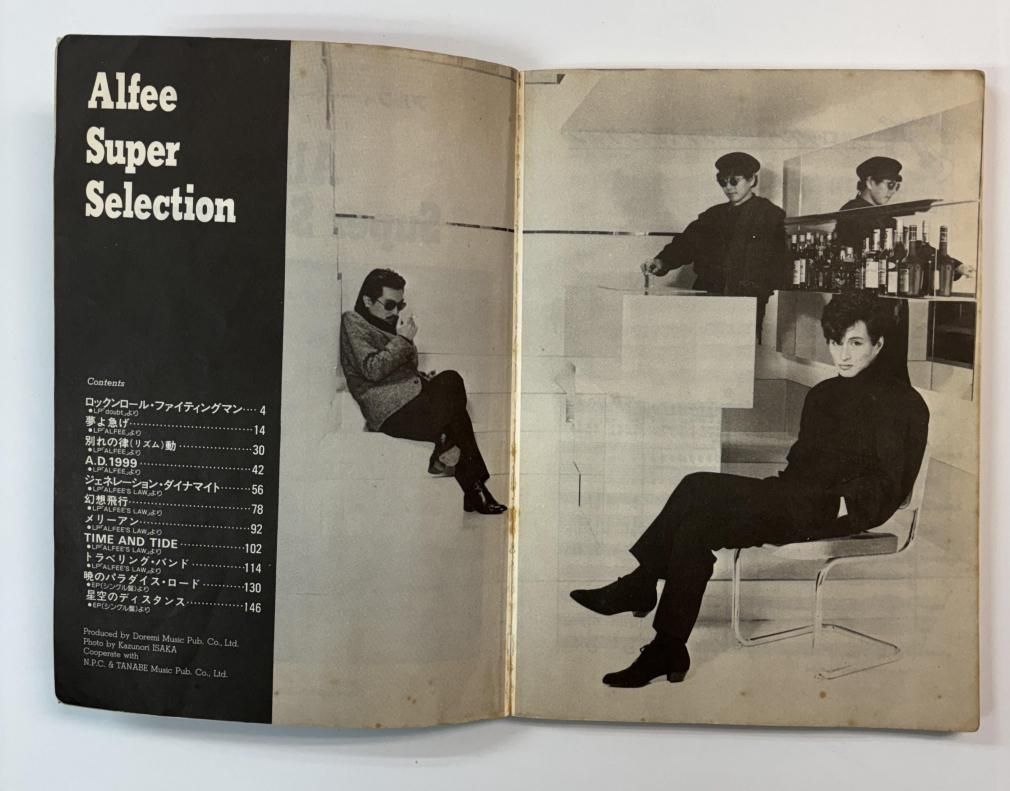 Alfee
Super
Selection
Contents
ロックンロール・ファイティングマン････4
●LP「doubt」より
夢よ急げ･････････････････････････14
●LP「ALFEE」より
別れの律(リズム)動･･･････････････30
●LP「ALFEE」より
A.D.1999･････････････････････････42
●LP「ALFEE」より
ジェネレーション・ダイナマイト･･･････56
●LP「ALFEE'S LAW」より
幻想飛行･････････････････････････78
●LP「ALFEE'S LAW」より
メリーアン･･･････････････････････92
●LP「ALFEE'S LAW」より
TIME AND TIDE･･･････････････102
●LP「ALFEE'S LAW」より
トラベリング・バンド･････････････114
●LP「ALFEE'S LAW」より
暁のパラダイス・ロード･･････････130
●EP(シングル盤)より
星空のディスタンス･････････････146
●EP(シングル盤)より
Produced by Doremi Music Pub. Co., Ltd.
Photo by Kazunori ISAKA
Cooperate with
N.P.C. & TANABE Music Pub. Co., Ltd.